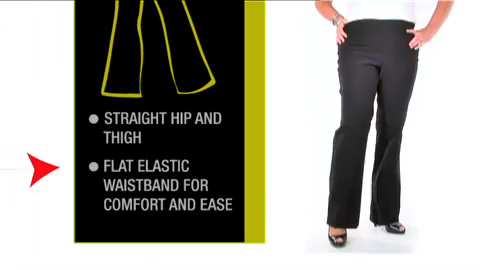 STRAIGHT HIP AND
THIGH
FLAT ELASTIC
WAISTBAND FOR
COMFORT AND EASE